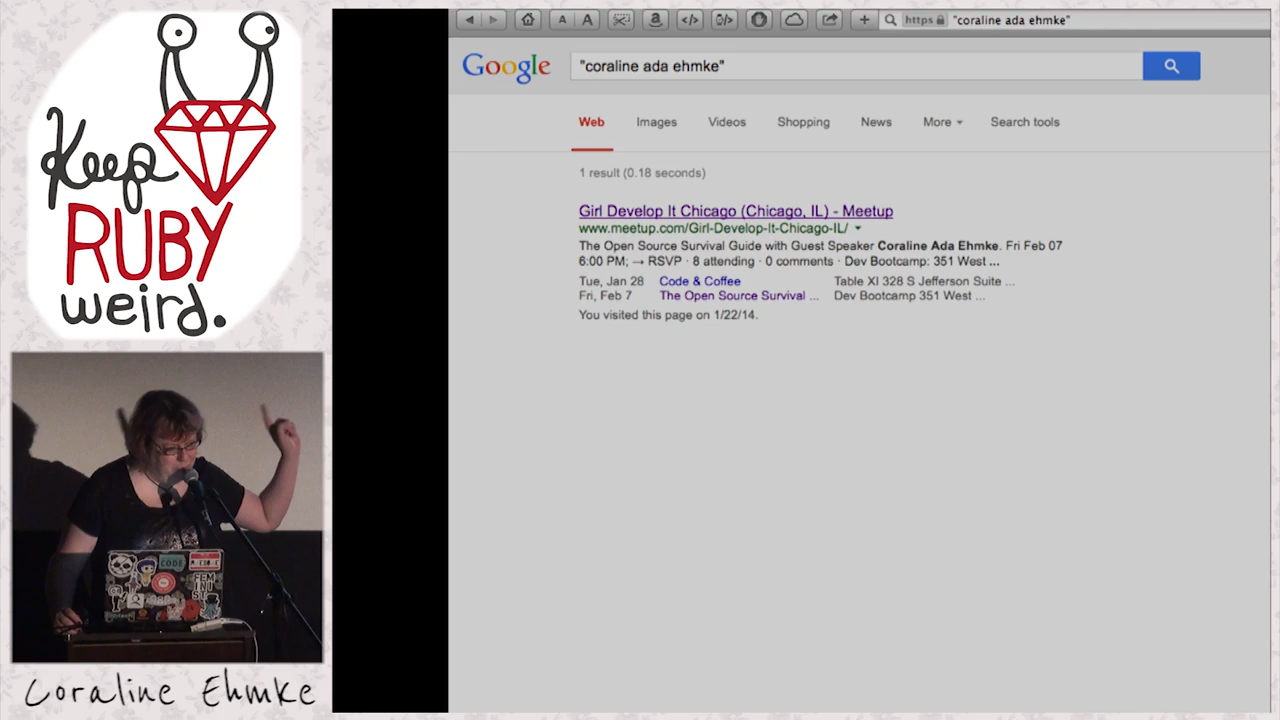 Keep
RUBY
weird.
CODE
FEM
INI
ST
Coraline Ehmke
A A
</>
+
https
"coraline ada ehmke"
Google
"coraline ada ehmke"
Web Images Videos Shopping News More Search tools
1 result (0.18 seconds)
Girl Develop It Chicago (Chicago, IL) - Meetup
www.meetup.com/Girl-Develop-It-Chicago-IL/
The Open Source Survival Guide with Guest Speaker Coraline Ada Ehmke. Fri Feb 07
6:00 PM; → RSVP · 8 attending · 0 comments · Dev Bootcamp: 351 West ...
Tue, Jan 28 Code & Coffee Table XI 328 S Jefferson Suite ...
Fri, Feb 7 The Open Source Survival ... Dev Bootcamp 351 West ...
You visited this page on 1/22/14.